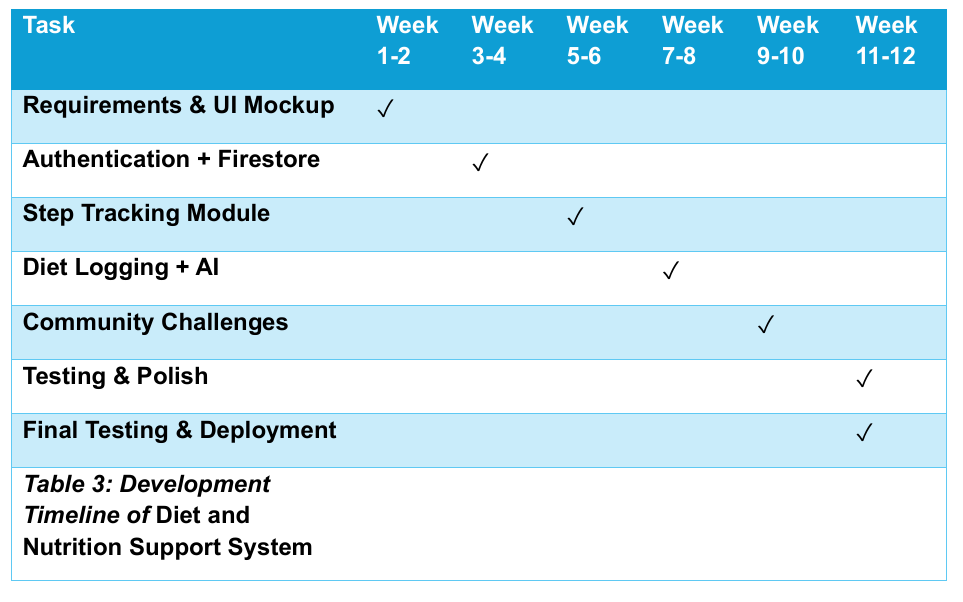 Task Week 1-2 Week 3-4 Week 5-6 Week 7-8 Week 9-10 Week 11-12
Requirements & UI Mockup ✓
Authentication + Firestore ✓
Step Tracking Module ✓
Diet Logging + AI ✓
Community Challenges ✓
Testing & Polish ✓
Final Testing & Deployment ✓
Table 3: Development
Timeline of Diet and
Nutrition Support System